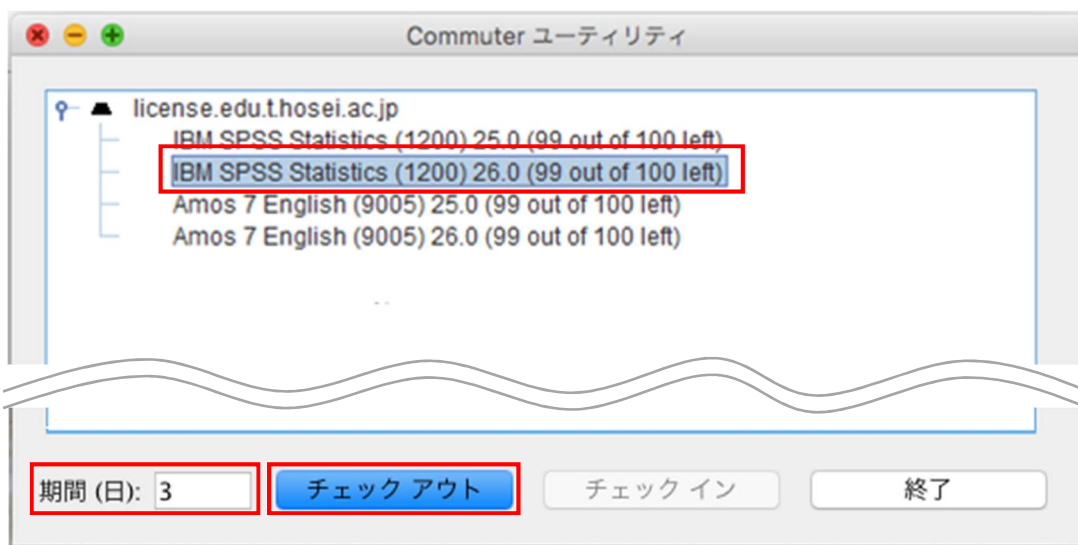 Commuter ユーティリティ
license.edu.t.hosei.ac.jp
IBM SPSS Statistics (1200) 25.0 (99 out of 100 left)
IBM SPSS Statistics (1200) 26.0 (99 out of 100 left)
Amos 7 English (9005) 25.0 (99 out of 100 left)
Amos 7 English (9005) 26.0 (99 out of 100 left)
期間 (日): 3 チェック アウト チェック イン 終了